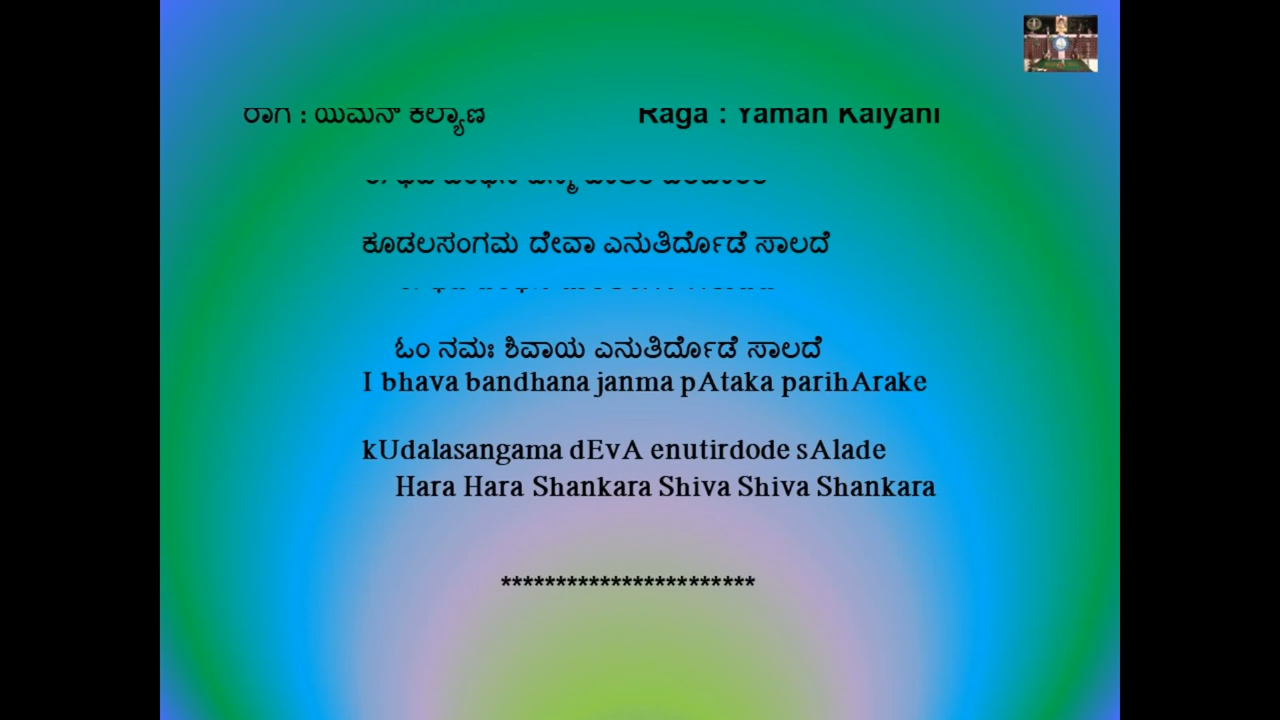 ರಾಗ : ಯಿಮನ್ ಕಲ್ಯಾಣ
Raga : Yaman Kalyani
ಕೂಡಲಸಂಗಮ ದೇವಾ ಎನುತಿರ್ದೊಡೆ ಸಾಲದೆ
ಓಂ ನಮಃ ಶಿವಾಯ ಎನುತಿರ್ದೊಡೆ ಸಾಲದೆ
I bhava bandhana janma pAtaka parihArake
kUdalasangama dEvA enutirdode sAlade
Hara Hara Shankara Shiva Shiva Shankara
***********************